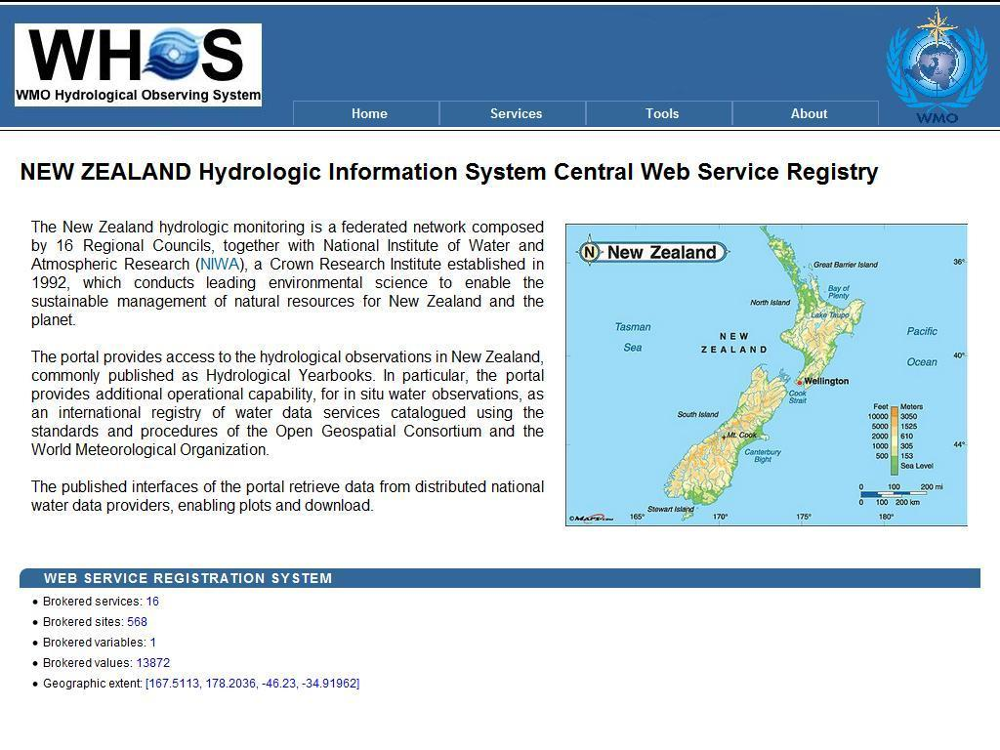 WHOS
WMO Hydrological Observing System
WMO
Home Services Tools About
NEW ZEALAND Hydrologic Information System Central Web Service Registry
The New Zealand hydrologic monitoring is a federated network composed
by 16 Regional Councils, together with National Institute of Water and
Atmospheric Research (NIWA), a Crown Research Institute established in
1992, which conducts leading environmental science to enable the
sustainable management of natural resources for New Zealand and the
planet.
The portal provides access to the hydrological observations in New Zealand,
commonly published as Hydrological Yearbooks. In particular, the portal
provides additional operational capability, for in situ water observations, as
an international registry of water data services catalogued using the
standards and procedures of the Open Geospatial Consortium and the
World Meteorological Organization.
The published interfaces of the portal retrieve data from distributed national
water data providers, enabling plots and download.
N New Zealand
Great Barrier Island
36°
Bay of
Plenty
North Island
Lake Taupo
Tasman
Sea
NEW
ZEALAND
Pacific
Ocean
40°
Wellington
Cook
Strait
South Island
Mt. Cook
Canterbury
Bight
44°
Feet Meters
10000 3050
5000 1525
2000 610
1000 305
500 153
Sea Level
0 100 200 mi
0 100 200 km
Stewart Island
©MAPS.com
165° 170° 175° 180°
WEB SERVICE REGISTRATION SYSTEM
Brokered services: 16
Brokered sites: 568
Brokered variables: 1
Brokered values: 13872
Geographic extent: [167.5113, 178.2036, -46.23, -34.91962]